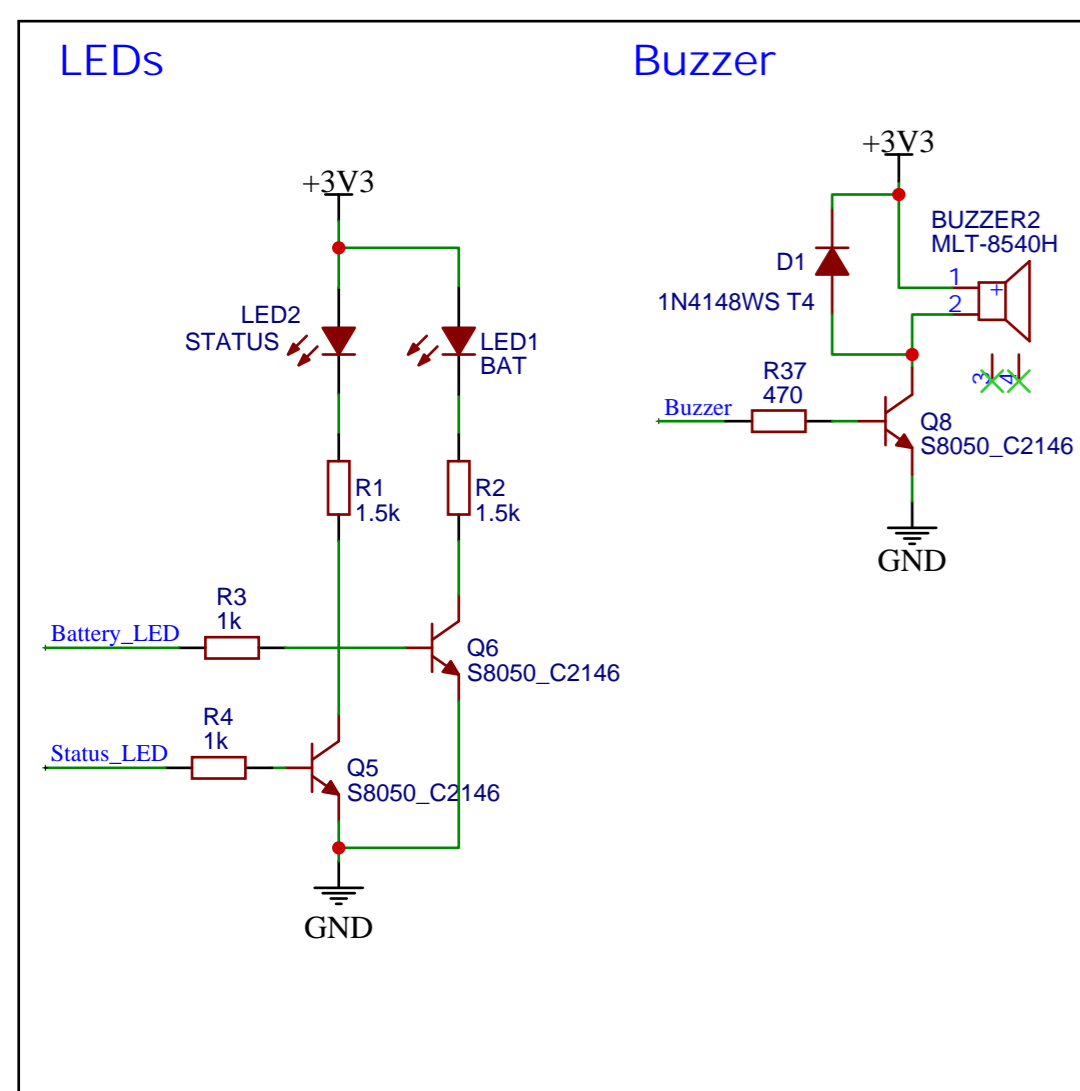 LEDs
Buzzer
+3V3
LED2
STATUS
LED1
BAT
R1
1.5k
R2
1.5k
Battery_LED
R3
1k
Q6
S8050_C2146
Status_LED
R4
1k
Q5
S8050_C2146
GND
+3V3
D1
1N4148WS T4
BUZZER2
MLT-8540H
1
+
2
3
4
Buzzer
R37
470
Q8
S8050_C2146
GND